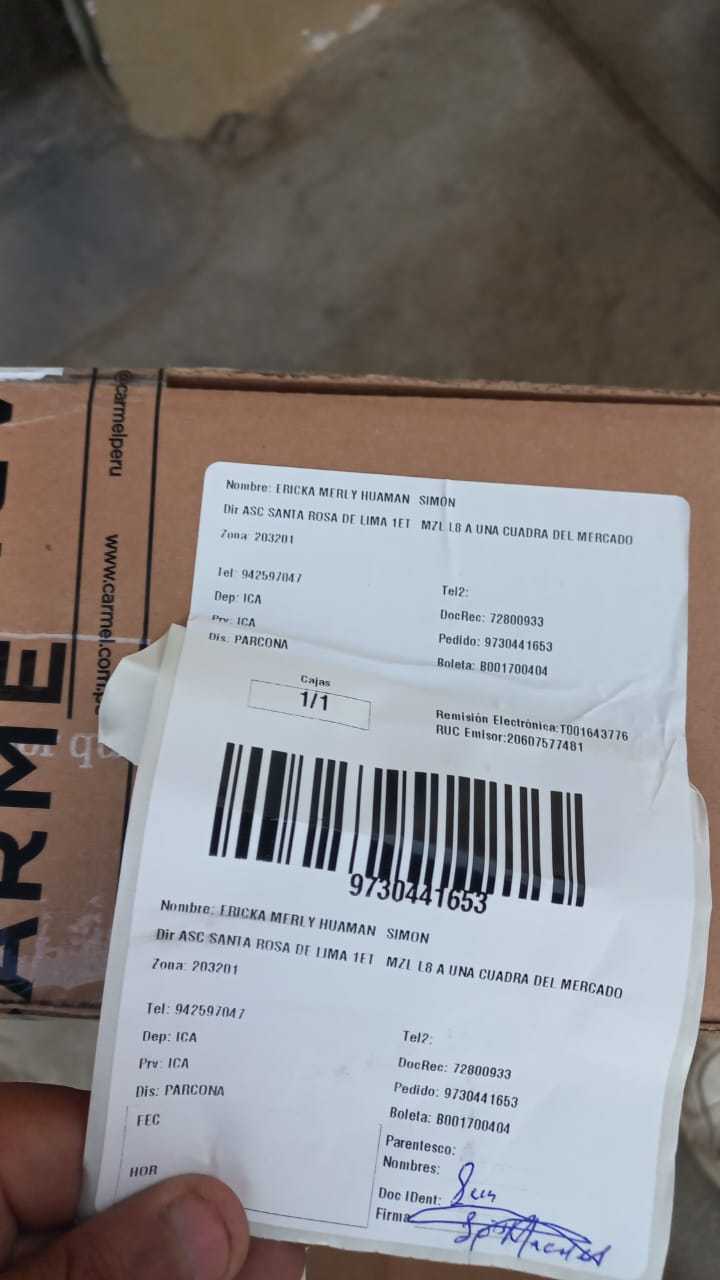 @carmelperu
www.carmel.com.p
ARME
Nombre: ERICKA MERLY HUAMAN SIMON
Dir ASC SANTA ROSA DE LIMA 1ET MZL L8 A UNA CUADRA DEL MERCADO
Zona: 203201
Tel: 942597047
Tel2:
Dep: ICA
DocRec: 72800933
Prv: ICA
Pedido: 9730441653
Dis: PARCONA
Boleta: B001700404
Cajas
1/1
Remisión Electrónica:T001643776
RUC Emisor:20607577481
9730441653
Nombre: ERICKA MERLY HUAMAN SIMON
Dir ASC SANTA ROSA DE LIMA 1ET MZL L8 A UNA CUADRA DEL MERCADO
Zona: 203201
Tel: 942597047
Tel2:
Dep: ICA
DocRec: 72800933
Prv: ICA
Pedido: 9730441653
Dis: PARCONA
Boleta: B001700404
FEC
Parentesco:
Nombres:
HOR
Doc IDent:
Firma